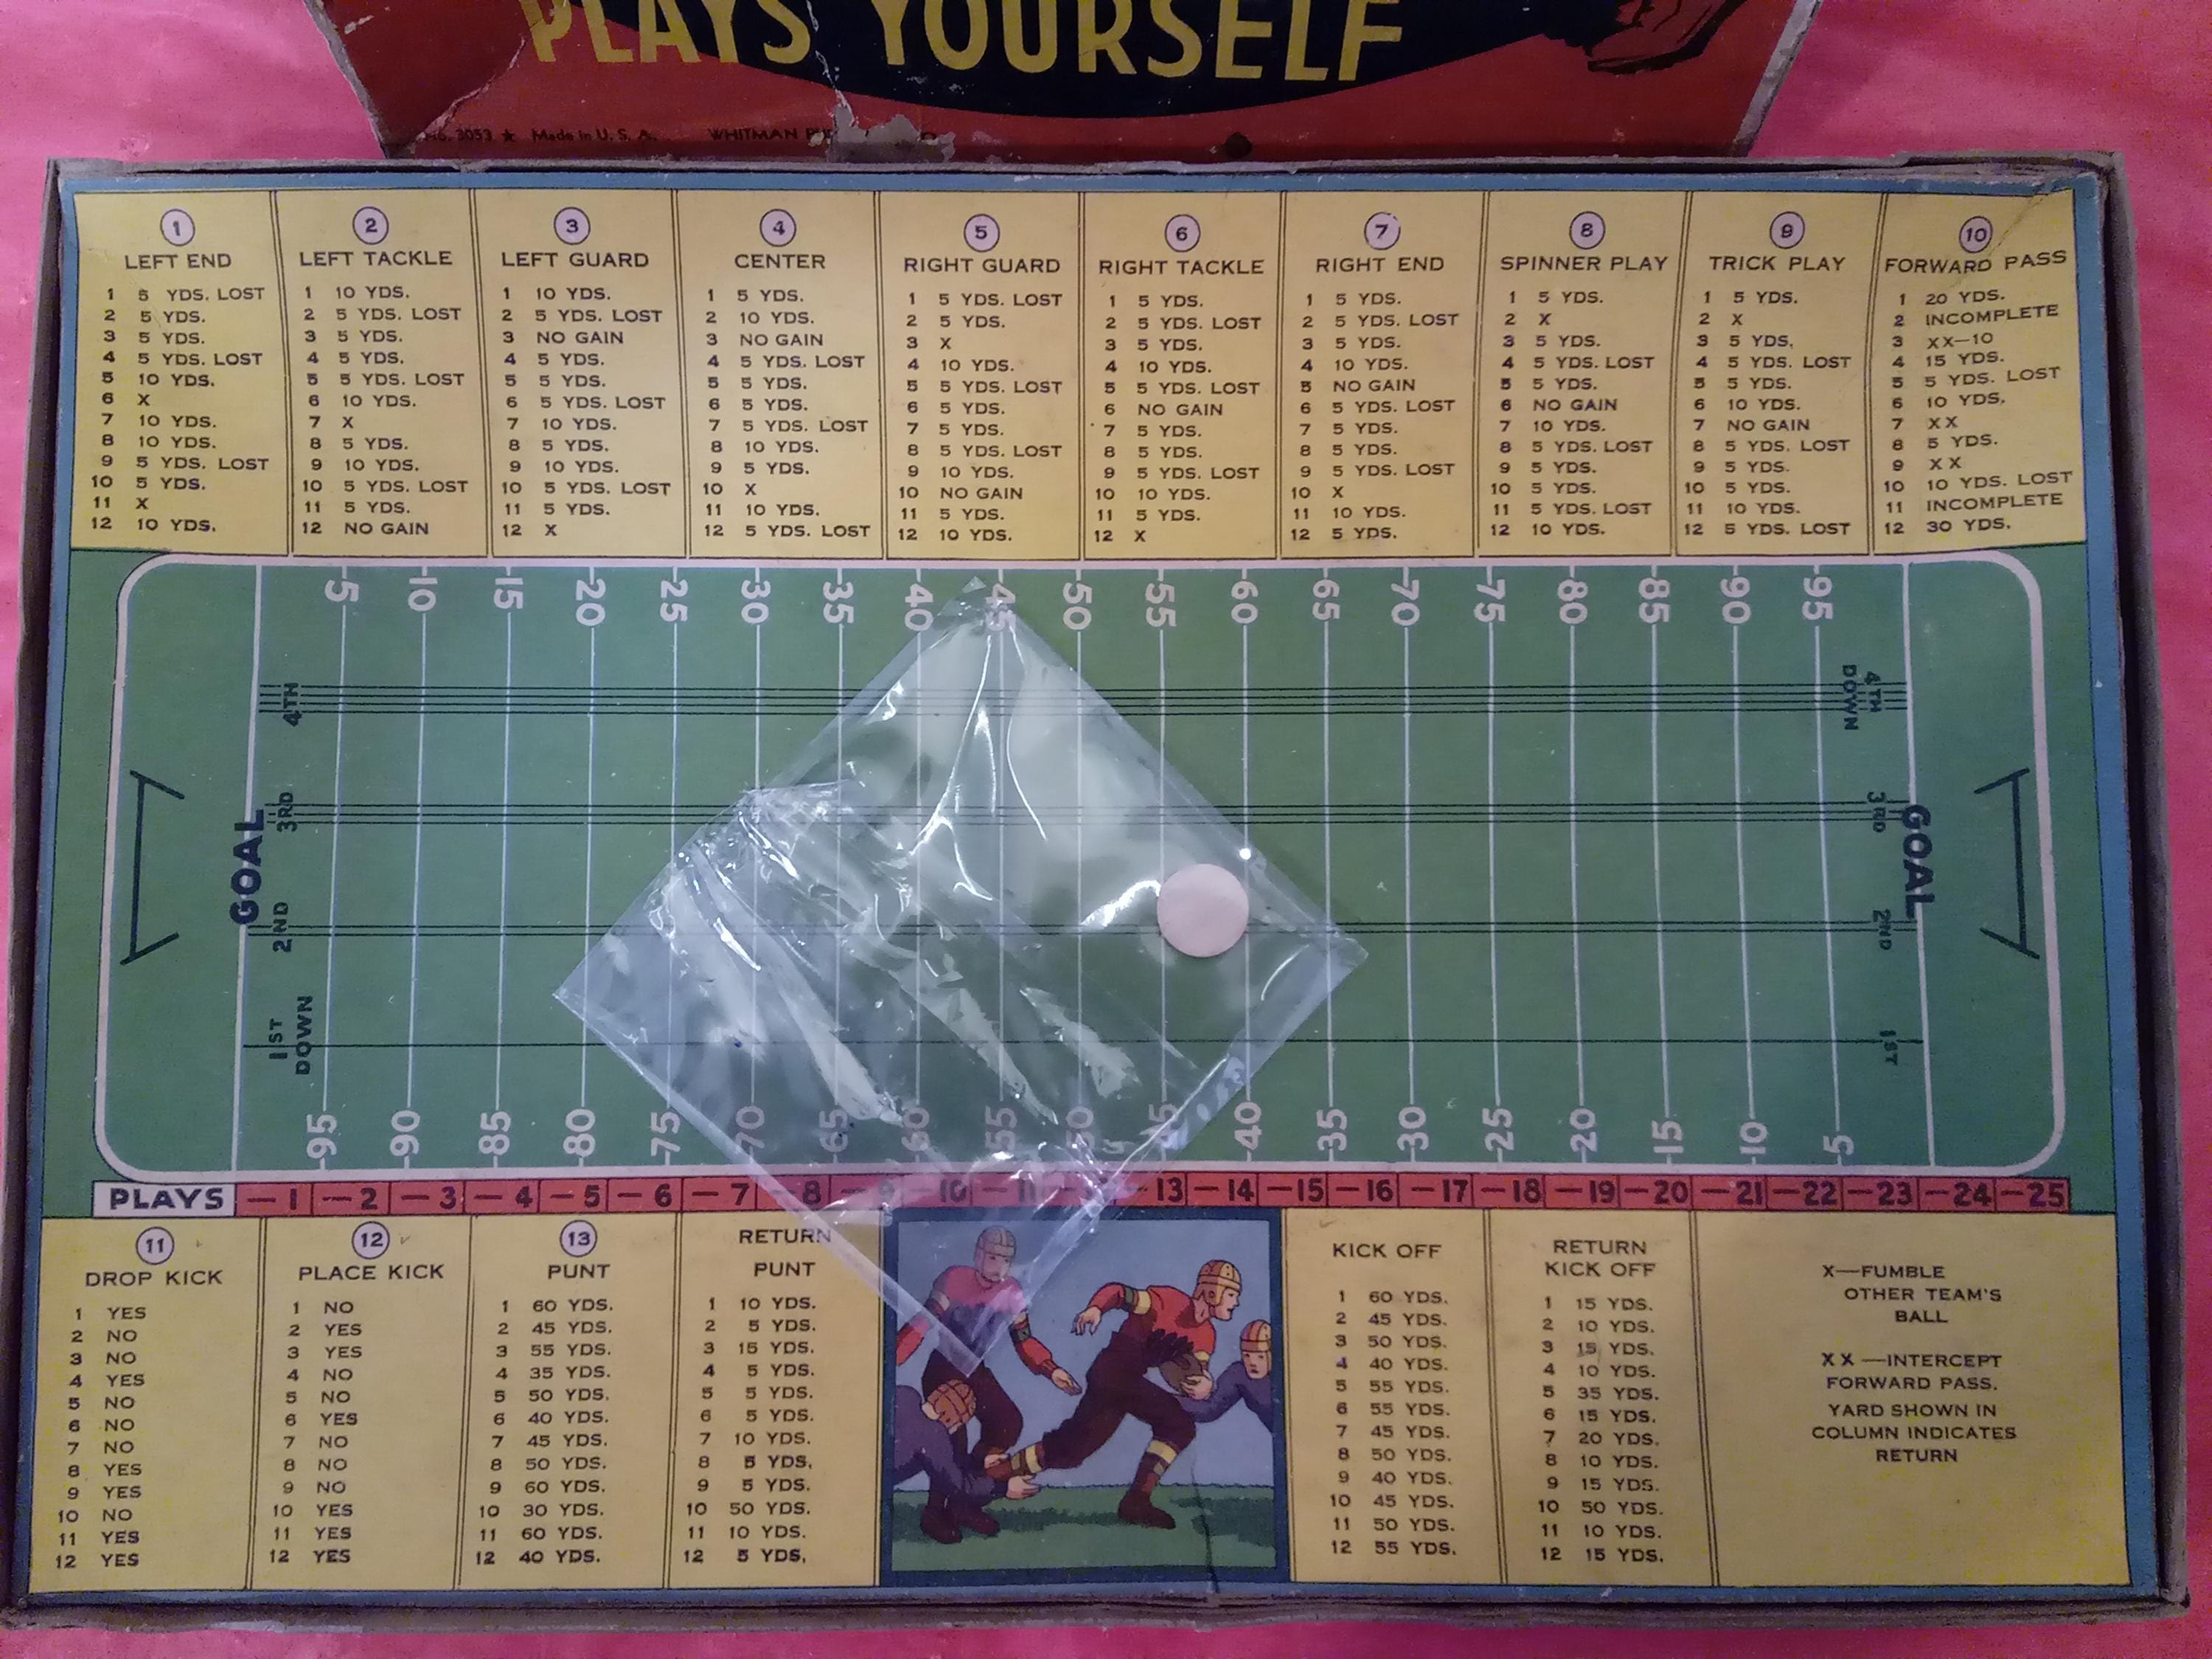 PLAYS YOURSELF
No. 3053 ★ Made in U. S. A. WHITMAN
1
LEFT END
1 5 YDS. LOST
2 5 YDS.
3 5 YDS.
4 5 YDS. LOST
5 10 YDS.
6 X
7 10 YDS.
8 10 YDS.
9 5 YDS. LOST
10 5 YDS.
11 X
12 10 YDS.
2
LEFT TACKLE
1 10 YDS.
2 5 YDS. LOST
3 5 YDS.
4 5 YDS.
5 5 YDS. LOST
6 10 YDS.
7 X
8 5 YDS.
9 10 YDS.
10 5 YDS. LOST
11 5 YDS.
12 NO GAIN
3
LEFT GUARD
1 10 YDS.
2 5 YDS. LOST
3 NO GAIN
4 5 YDS.
5 5 YDS.
6 5 YDS. LOST
7 10 YDS.
8 5 YDS.
9 10 YDS.
10 5 YDS. LOST
11 5 YDS.
12 X
4
CENTER
1 5 YDS.
2 10 YDS.
3 NO GAIN
4 5 YDS. LOST
5 5 YDS.
6 5 YDS.
7 5 YDS. LOST
8 10 YDS.
9 5 YDS.
10 X
11 10 YDS.
12 5 YDS. LOST
5
RIGHT GUARD
1 5 YDS. LOST
2 5 YDS.
3 X
4 10 YDS.
5 5 YDS. LOST
6 5 YDS.
7 5 YDS.
8 5 YDS. LOST
9 10 YDS.
10 NO GAIN
11 5 YDS.
12 10 YDS.
6
RIGHT TACKLE
1 5 YDS.
2 5 YDS. LOST
3 5 YDS.
4 10 YDS.
5 5 YDS. LOST
6 NO GAIN
7 5 YDS.
8 5 YDS.
9 5 YDS. LOST
10 10 YDS.
11 5 YDS.
12 X
7
RIGHT END
1 5 YDS.
2 5 YDS. LOST
3 5 YDS.
4 10 YDS.
5 NO GAIN
6 5 YDS. LOST
7 5 YDS.
8 5 YDS.
9 5 YDS. LOST
10 X
11 10 YDS.
12 5 YDS.
8
SPINNER PLAY
1 5 YDS.
2 X
3 5 YDS.
4 5 YDS. LOST
5 5 YDS.
6 NO GAIN
7 10 YDS.
8 5 YDS. LOST
9 5 YDS.
10 5 YDS.
11 5 YDS. LOST
12 10 YDS.
9
TRICK PLAY
1 5 YDS.
2 X
3 5 YDS.
4 5 YDS. LOST
5 5 YDS.
6 10 YDS.
7 NO GAIN
8 5 YDS. LOST
9 5 YDS.
10 5 YDS.
11 10 YDS.
12 5 YDS. LOST
10
FORWARD PASS
1 20 YDS.
2 INCOMPLETE
3 XX—10
4 15 YDS.
5 5 YDS. LOST
6 10 YDS.
7 XX
8 5 YDS.
9 XX
10 10 YDS. LOST
11 INCOMPLETE
12 30 YDS.
5 10 15 20 25 30 35 40 45 50 55 60 65 70 75 80 85 90 95
4TH
3RD
GOAL
2ND
1ST
DOWN
4TH
DOWN
3RD
GOAL
2ND
1ST
95 90 85 80 75 70 65 60 55 50 45 40 35 30 25 20 15 10 5
PLAYS —1 —2 —3 —4 —5 —6 —7 —8 —9 —10 —11 —12 —13 —14 —15 —16 —17 —18 —19 —20 —21 —22 —23 —24 —25
11
DROP KICK
1 YES
2 NO
3 NO
4 YES
5 NO
6 NO
7 NO
8 YES
9 YES
10 NO
11 YES
12 YES
12
PLACE KICK
1 NO
2 YES
3 YES
4 NO
5 NO
6 YES
7 NO
8 NO
9 NO
10 YES
11 YES
12 YES
13
PUNT
1 60 YDS.
2 45 YDS.
3 55 YDS.
4 35 YDS.
5 50 YDS.
6 40 YDS.
7 45 YDS.
8 50 YDS.
9 60 YDS.
10 30 YDS.
11 60 YDS.
12 40 YDS.
RETURN
PUNT
1 10 YDS.
2 5 YDS.
3 15 YDS.
4 5 YDS.
5 5 YDS.
6 5 YDS.
7 10 YDS.
8 5 YDS.
9 5 YDS.
10 50 YDS.
11 10 YDS.
12 5 YDS.
KICK OFF
1 60 YDS.
2 45 YDS.
3 50 YDS.
4 40 YDS.
5 55 YDS.
6 55 YDS.
7 45 YDS.
8 50 YDS.
9 40 YDS.
10 45 YDS.
11 50 YDS.
12 55 YDS.
RETURN
KICK OFF
1 15 YDS.
2 10 YDS.
3 15 YDS.
4 10 YDS.
5 35 YDS.
6 15 YDS.
7 20 YDS.
8 10 YDS.
9 15 YDS.
10 50 YDS.
11 10 YDS.
12 15 YDS.
X—FUMBLE
OTHER TEAM'S
BALL
XX—INTERCEPT
FORWARD PASS.
YARD SHOWN IN
COLUMN INDICATES
RETURN